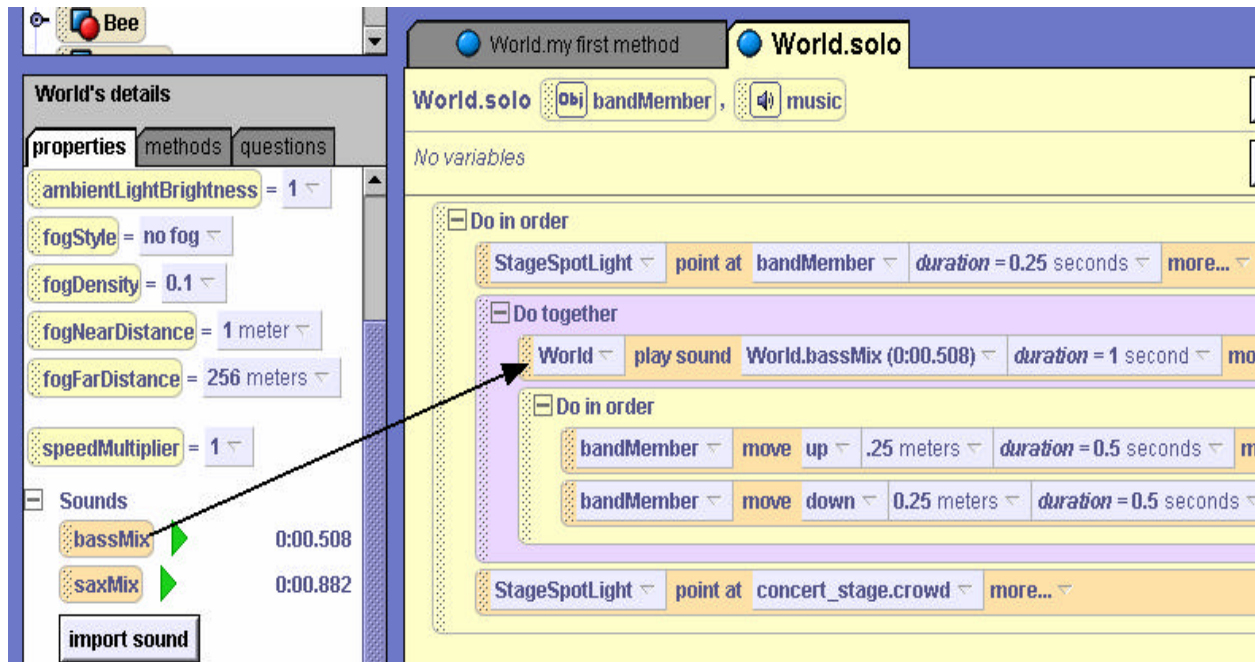 Bee
World's details
properties methods questions
ambientLightBrightness = 1
fogStyle = no fog
fogDensity = 0.1
fogNearDistance = 1 meter
fogFarDistance = 256 meters
speedMultiplier = 1
Sounds
bassMix 0:00.508
saxMix 0:00.882
import sound
World.my first method World.solo
World.solo Obj bandMember , music
No variables
Do in order
StageSpotLight point at bandMember duration = 0.25 seconds more...
Do together
World play sound World.bassMix (0:00.508) duration = 1 second mo
Do in order
bandMember move up .25 meters duration = 0.5 seconds m
bandMember move down 0.25 meters duration = 0.5 seconds
StageSpotLight point at concert_stage.crowd more...